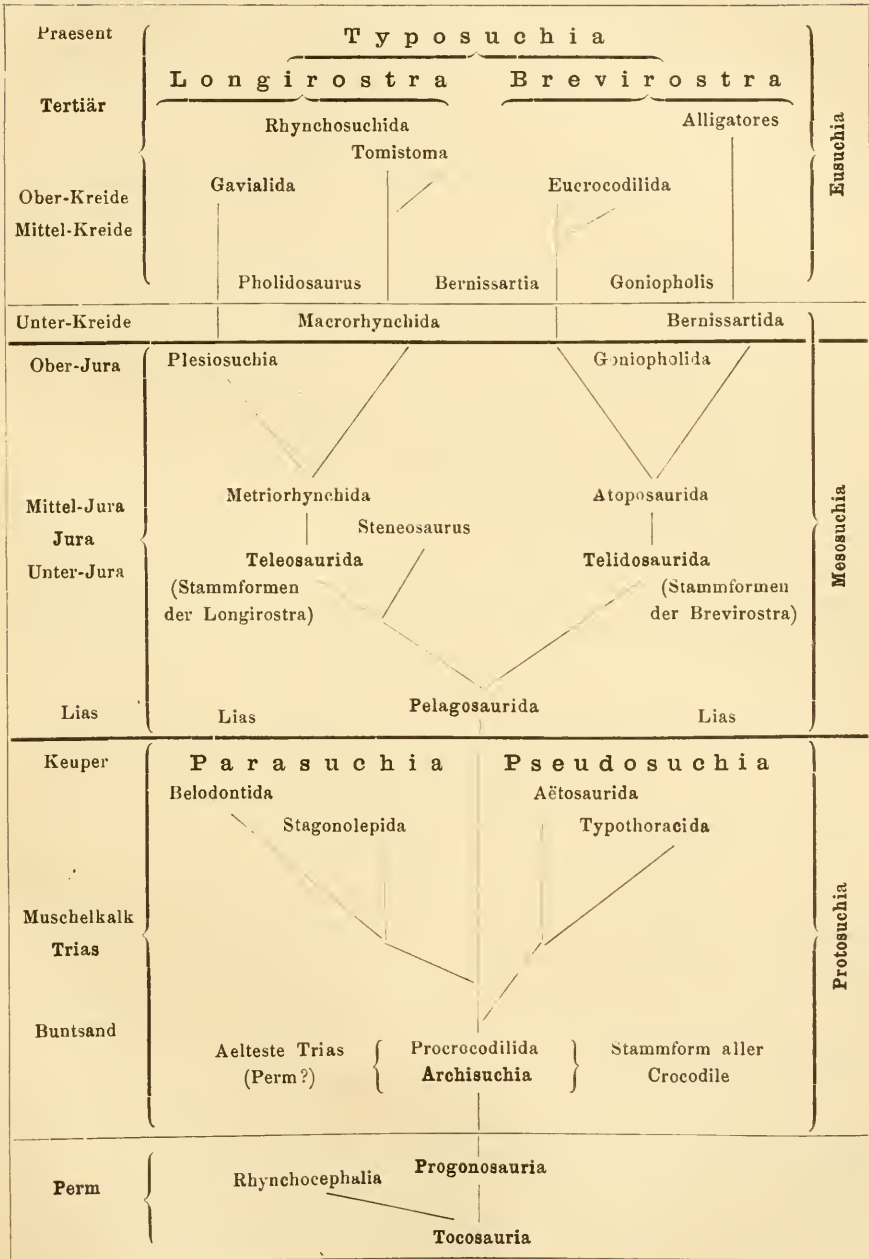 Praesent
Typosuchia
Longirostra
Brevirostra
Tertiär
Alligatores
Rhynchosuchida
Tomistoma
Gavialida
Eucrocodilida
Ober-Kreide
Mittel-Kreide
Pholidosaurus
Bernissartia
Goniopholis
Eusuchia
Unter-Kreide
Macrorhynchida
Bernissartida
Ober-Jura
Plesiosuchia
Goniopholida
Metriorhynchida
Atoposaurida
Mittel-Jura
Steneosaurus
Jura
Teleosaurida
Telidosaurida
Unter-Jura
(Stammformen
der Longirostra)
(Stammformen
der Brevirostra)
Pelagosaurida
Lias
Lias
Lias
Mesosuchia
Keuper
Parasuchia
Pseudosuchia
Belodontida
Aëtosaurida
Stagonolepida
Typothoracida
Muschelkalk
Trias
Buntsand
Aelteste Trias
(Perm?)
Procrocodilida
Archisuchia
Stammform aller
Crocodile
Protosuchia
Perm
Progonosauria
Rhynchocephalia
Tocosauria